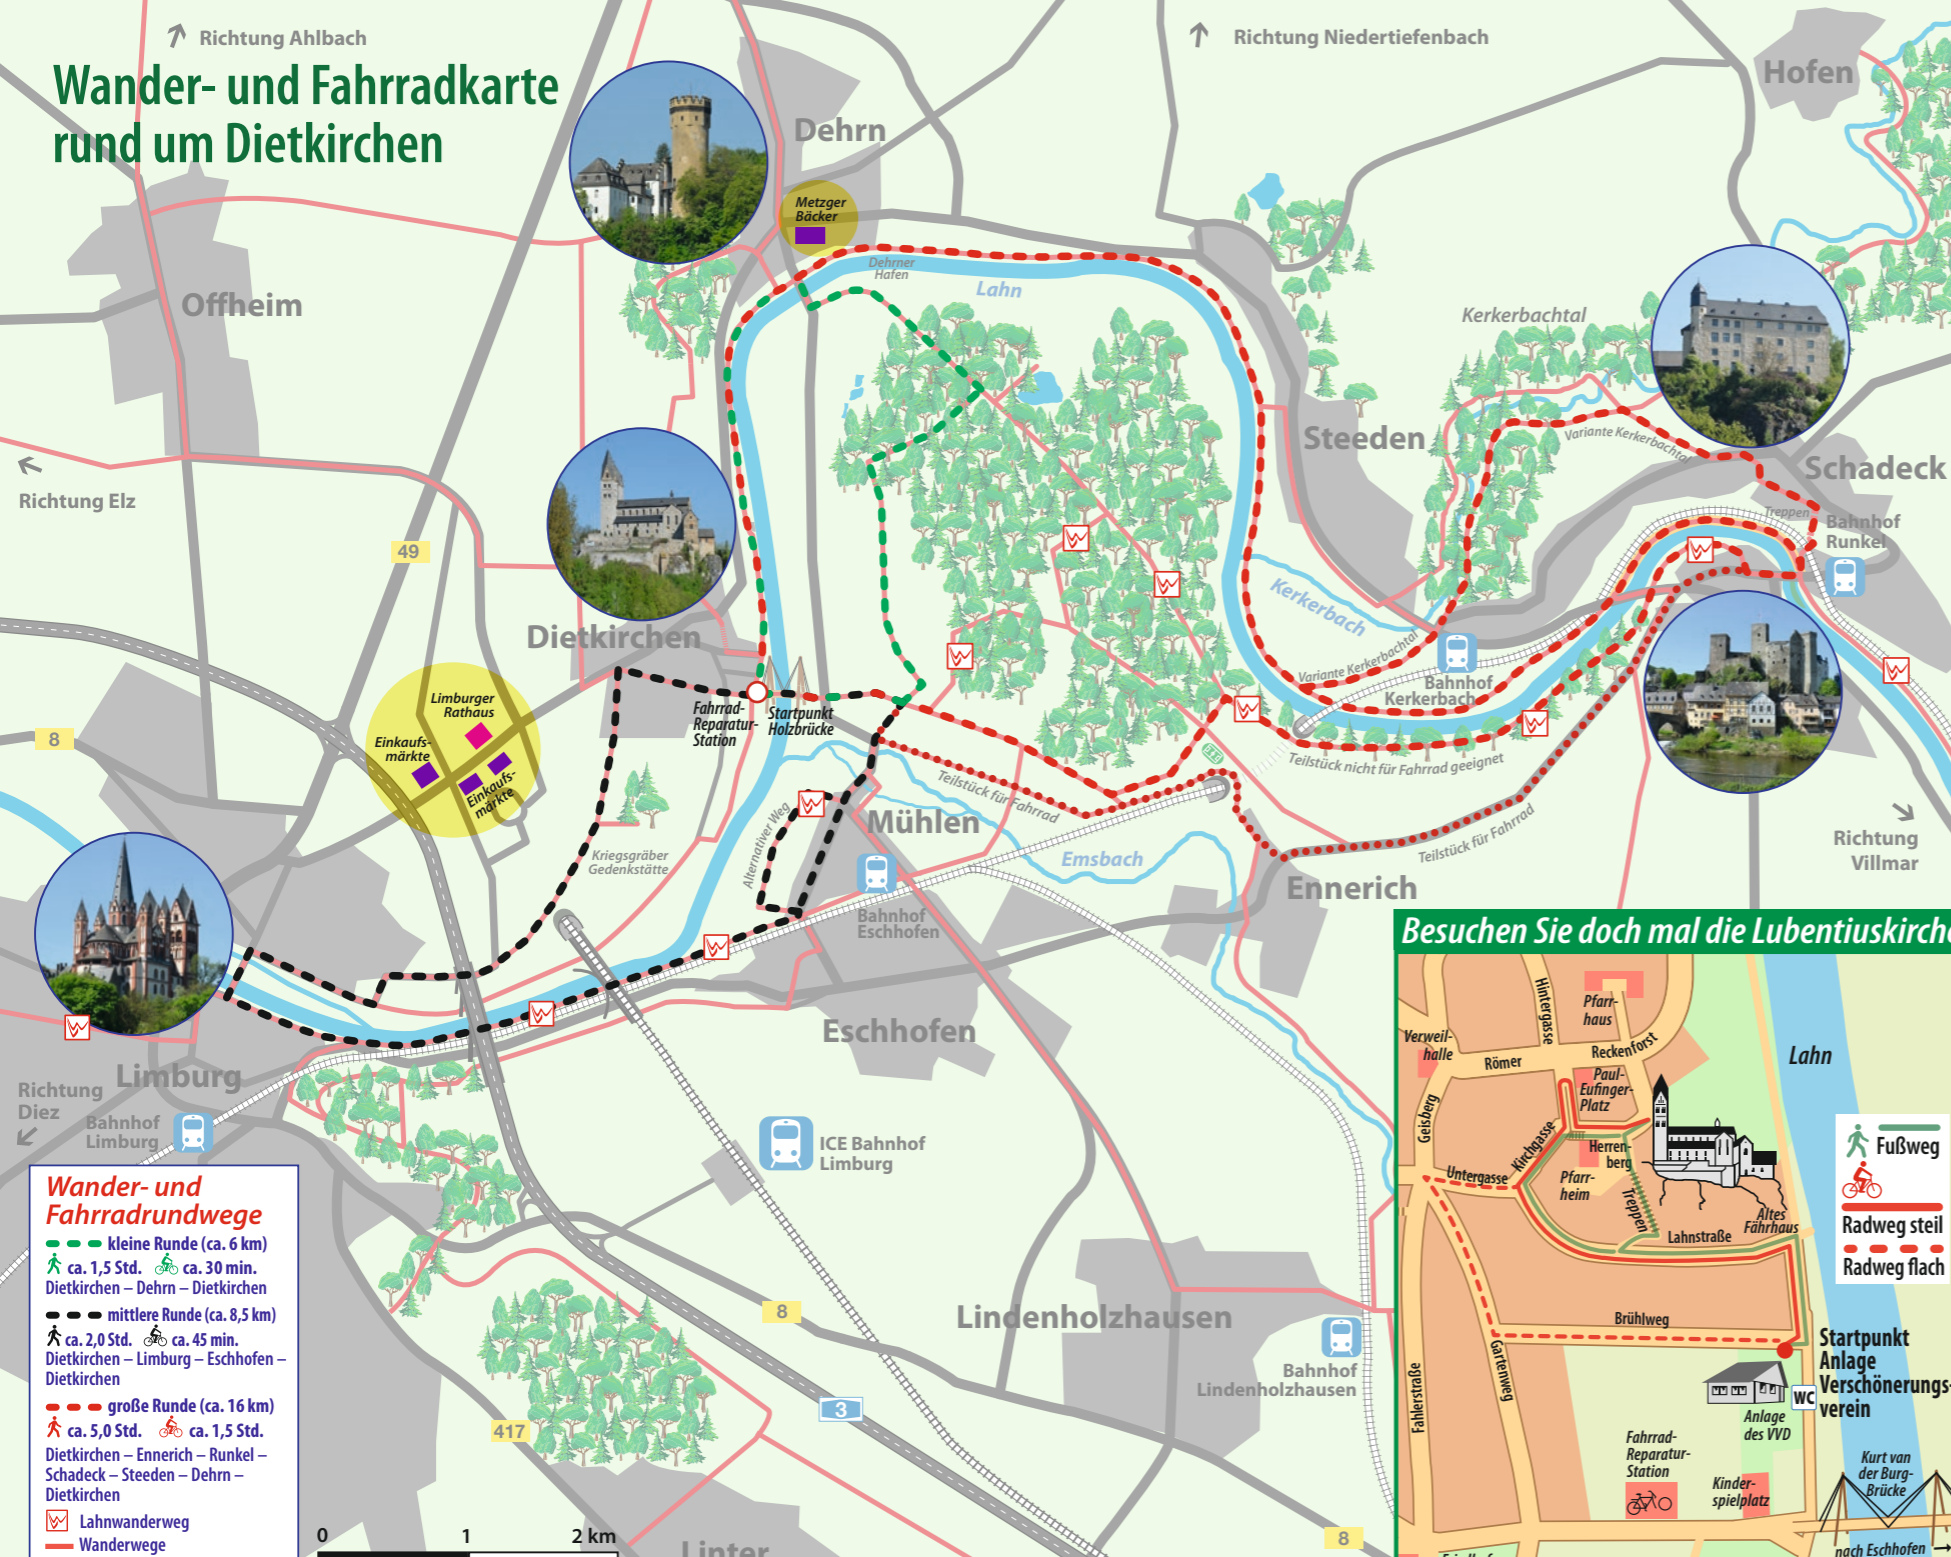 Richtung Ahlbach
Richtung Niedertiefenbach
Hofen
Wander- und Fahrradkarte
rund um Dietkirchen
Dehrn
Metzger
Bäcker
Dehrner
Hafen
Lahn
Offheim
Kerkerbachtal
Steeden
Variante Kerkerbachtal
Schadeck
Richtung Elz
Treppen
Bahnhof
Runkel
49
Kerkerbach
Dietkirchen
Variante Kerkerbachtal
Bahnhof
Kerkerbach
Limburger
Rathaus
Fahrrad-
Reparatur-
Station
Startpunkt
Holzbrücke
8
Einkaufs-
märkte
Einkaufs-
märkte
Teilstück für Fahrrad
Teilstück nicht für Fahrrad geeignet
Teilstück für Fahrrad
Alternativer Weg
Mühlen
Emsbach
Richtung
Villmar
Kriegsgräber
Gedenkstätte
Ennerich
Bahnhof
Eschhofen
Eschhofen
Limburg
Richtung
Diez
Bahnhof
Limburg
ICE Bahnhof
Limburg
8
Lindenholzhausen
Bahnhof
Lindenholzhausen
3
417
8
Linter
0 1 2 km
Wander- und
Fahrradrundwege
kleine Runde (ca. 6 km)
ca. 1,5 Std. ca. 30 min.
Dietkirchen – Dehrn – Dietkirchen
mittlere Runde (ca. 8,5 km)
ca. 2,0 Std. ca. 45 min.
Dietkirchen – Limburg – Eschhofen –
Dietkirchen
große Runde (ca. 16 km)
ca. 5,0 Std. ca. 1,5 Std.
Dietkirchen – Ennerich – Runkel –
Schadeck – Steeden – Dehrn –
Dietkirchen
Lahnwanderweg
Wanderwege
Besuchen Sie doch mal die Lubentiuskirche
Hintergasse
Pfarr-
haus
Verweil-
halle
Römer
Reckenforst
Lahn
Paul-
Eufinger-
Platz
Geisberg
Kirchgasse
Herren-
berg
Untergasse
Pfarr-
heim
Treppen
Altes
Fährhaus
Lahnstraße
Fußweg
Radweg steil
Radweg flach
Brühlweg
Gartenweg
Fahlerstraße
Startpunkt
Anlage
Verschönerungs-
verein
WC
Anlage
des VVD
Fahrrad-
Reparatur-
Station
Kinder-
spielplatz
Kurt van
der Burg-
Brücke
nach Eschhofen